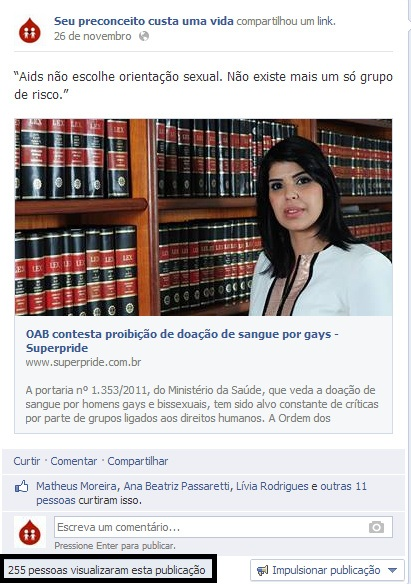 Seu preconceito custa uma vida compartilhou um link.
26 de novembro
“Aids não escolhe orientação sexual. Não existe mais um só grupo
de risco.”
LEX LEX LEX LEX
OAB contesta proibição de doação de sangue por gays -
Superpride
www.superpride.com.br
A portaria nº 1.353/2011, do Ministério da Saúde, que veda a doação de
sangue por homens gays e bissexuais, tem sido alvo constante de críticas
por parte de grupos ligados aos direitos humanos. A Ordem dos
Curtir · Comentar · Compartilhar
Matheus Moreira, Ana Beatriz Passaretti, Lívia Rodrigues e outras 11
pessoas curtiram isso.
Escreva um comentário...
Pressione Enter para publicar.
255 pessoas visualizaram esta publicação
Impulsionar publicação